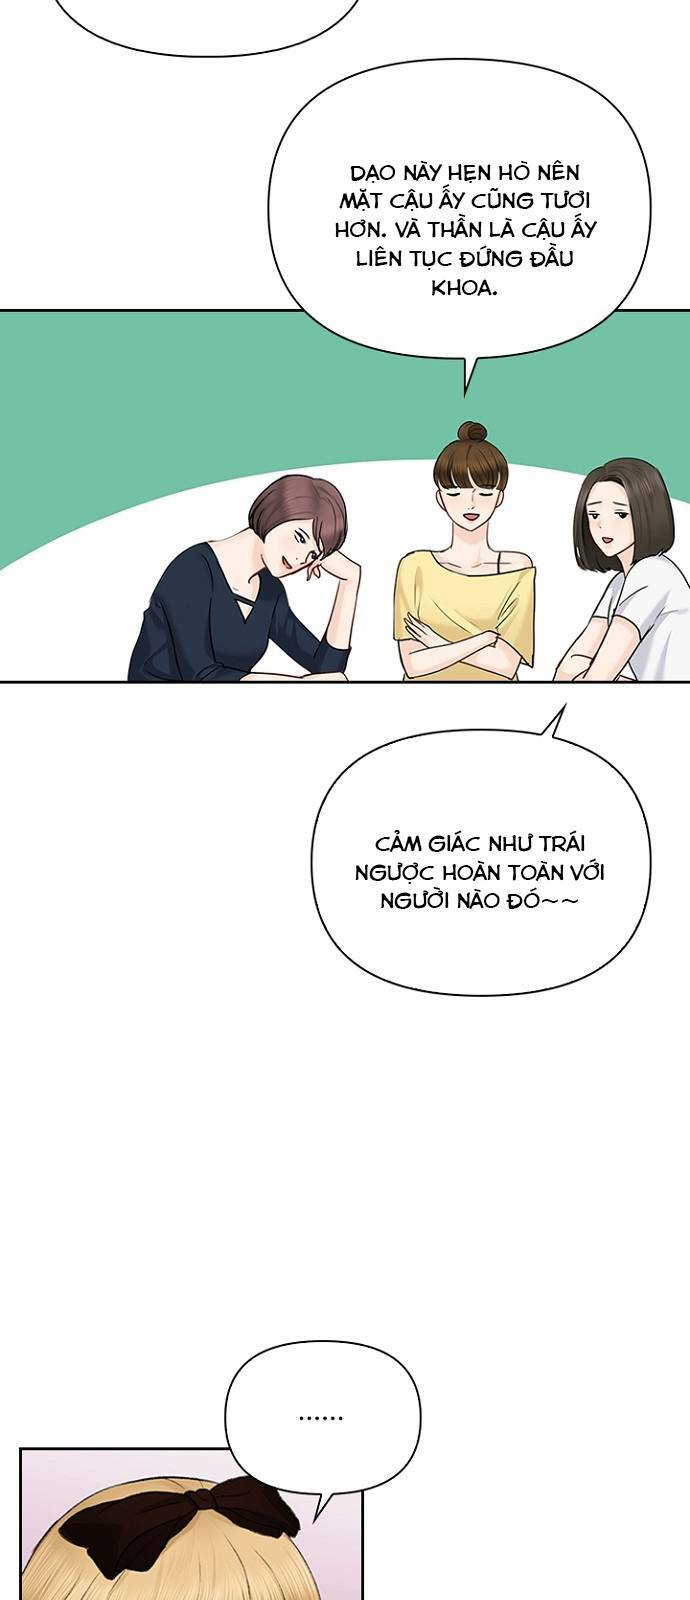 DẠO NÀY HẸN HÒ NÊN
MẶT CẬU ẤY CŨNG TƯƠI
HƠN. VÀ THẦN LÀ CẬU ẤY
LIÊN TỤC ĐỨNG ĐẦU
KHOA.
CẢM GIÁC NHƯ TRÁI
NGƯỢC HOÀN TOÀN VỚI
NGƯỜI NÀO ĐÓ~~
......